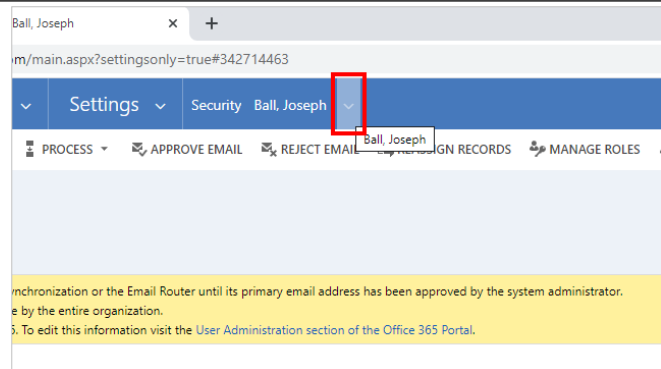 Ball, Joseph
m/main.aspx?settingsonly=true#342714463
Settings Security Ball, Joseph
Ball, Joseph
PROCESS APPROVE EMAIL REJECT EMAIL REASSIGN RECORDS MANAGE ROLES
ynchronization or the Email Router until its primary email address has been approved by the system administrator.
e by the entire organization.
5. To edit this information visit the User Administration section of the Office 365 Portal.